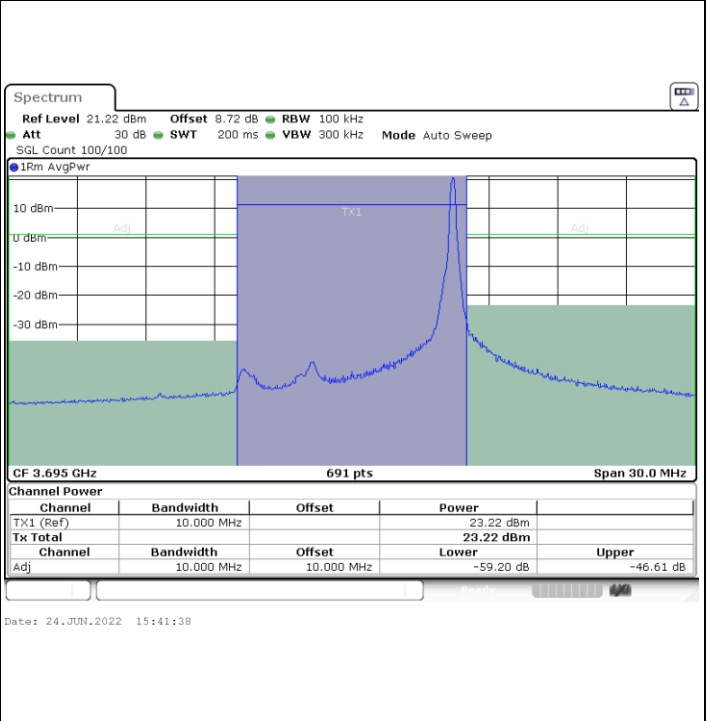 Spectrum
Ref Level 21.22 dBm Offset 8.72 dB RBW 100 kHz
Att 30 dB SWT 200 ms VBW 300 kHz Mode Auto Sweep
SGL Count 100/100
1Rm AvgPwr
10 dBm
TX1
Adj
Adj
0 dBm
-10 dBm
-20 dBm
-30 dBm
CF 3.695 GHz 691 pts Span 30.0 MHz
Channel Power
Channel Bandwidth Offset Power
TX1 (Ref) 10.000 MHz 23.22 dBm
Tx Total 23.22 dBm
Channel Bandwidth Offset Lower Upper
Adj 10.000 MHz 10.000 MHz -59.20 dB -46.61 dB
Ready
Date: 24.JUN.2022 15:41:38